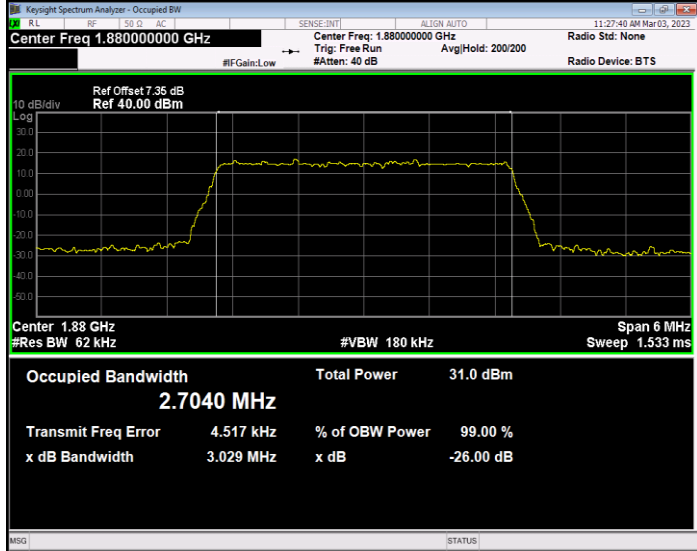 Keysight Spectrum Analyzer - Occupied BW
RL RF 50 Ω AC SENSE:INT ALIGN AUTO 11:27:40 AM Mar 03, 2023
Center Freq 1.880000000 GHz Center Freq: 1.880000000 GHz Radio Std: None
Trig: Free Run Avg|Hold: 200/200
#IFGain:Low #Atten: 40 dB Radio Device: BTS
Ref Offset 7.35 dB
10 dB/div Ref 40.00 dBm
Log
30.0
20.0
10.0
0.00
-10.0
-20.0
-30.0
-40.0
-50.0
Center 1.88 GHz Span 6 MHz
#Res BW 62 kHz #VBW 180 kHz Sweep 1.533 ms
Occupied Bandwidth Total Power 31.0 dBm
2.7040 MHz
Transmit Freq Error 4.517 kHz % of OBW Power 99.00 %
x dB Bandwidth 3.029 MHz x dB -26.00 dB
MSG STATUS